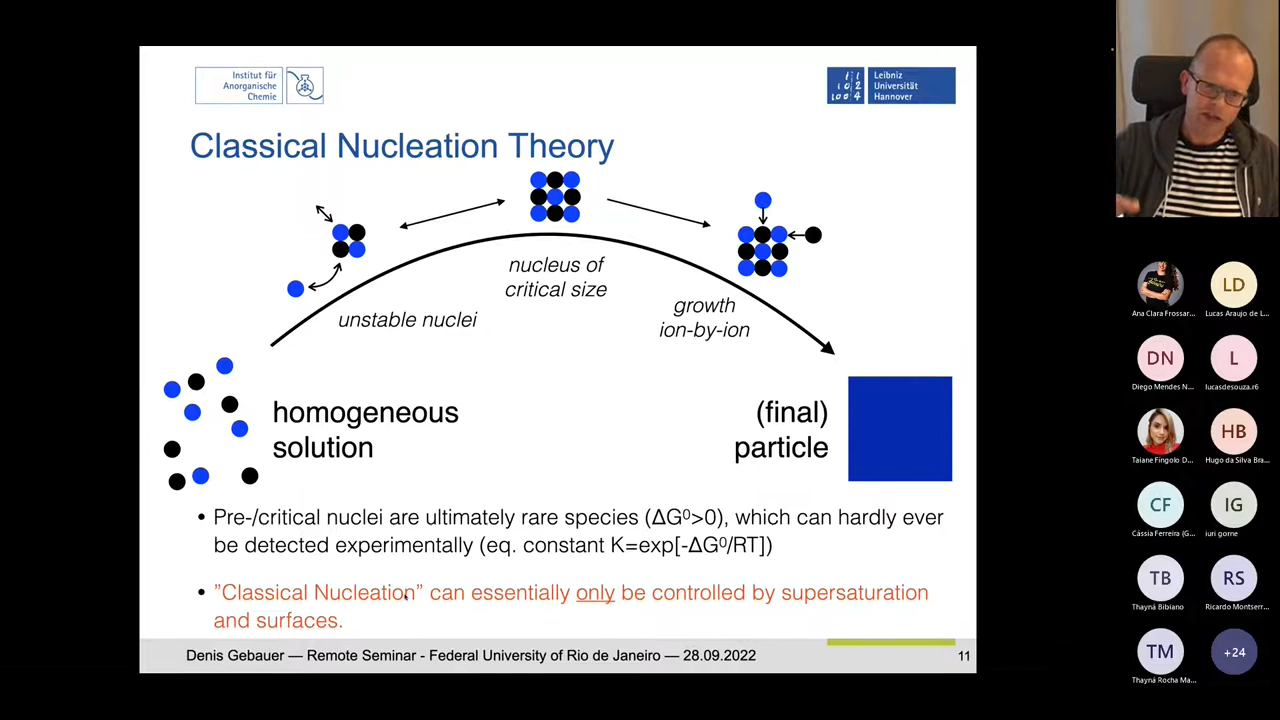 Institut für
Anorganische
Chemie
Leibniz
Universität
Hannover
Classical Nucleation Theory
nucleus of
critical size
unstable nuclei
growth
ion-by-ion
homogeneous
solution
(final)
particle
• Pre-/critical nuclei are ultimately rare species (ΔG⁰>0), which can hardly ever
be detected experimentally (eq. constant K=exp[-ΔG⁰/RT])
• ”Classical Nucleation” can essentially only be controlled by supersaturation
and surfaces.
Denis Gebauer — Remote Seminar - Federal University of Rio de Janeiro — 28.09.2022
11
Ana Clara Frossar...
LD
Lucas Araujo de L...
DN
Diego Mendes N...
L
lucasdesouza.r6
Taiane Fingolo D...
HB
Hugo da Silva Bra...
CF
Cássia Ferreira (G...
IG
iuri gorne
TB
Thayná Bibiano
RS
Ricardo Montserr...
TM
Thayná Rocha Ma...
+24